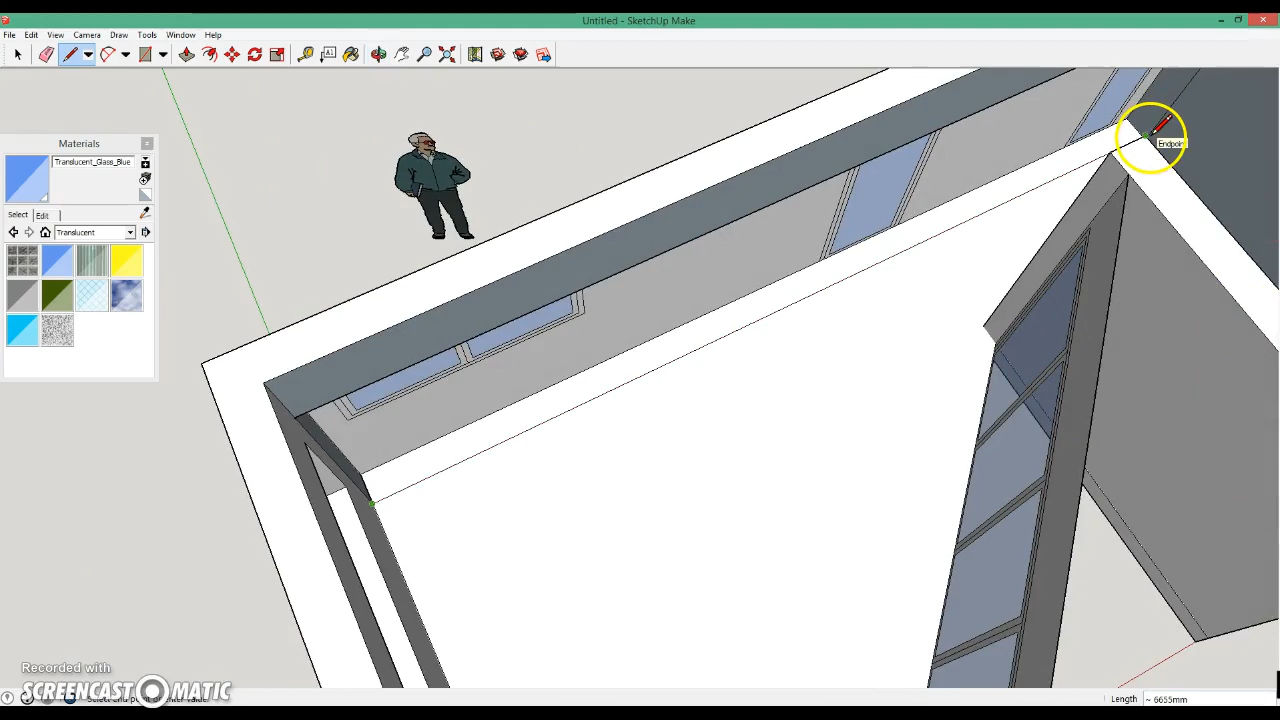 Untitled - SketchUp Make
File Edit View Camera Draw Tools Window Help
A1
Materials
Translucent_Glass_Blue
Select Edit
Translucent
Endpoint
Recorded with
SCREENCAST MATIC
Length ~ 6655mm